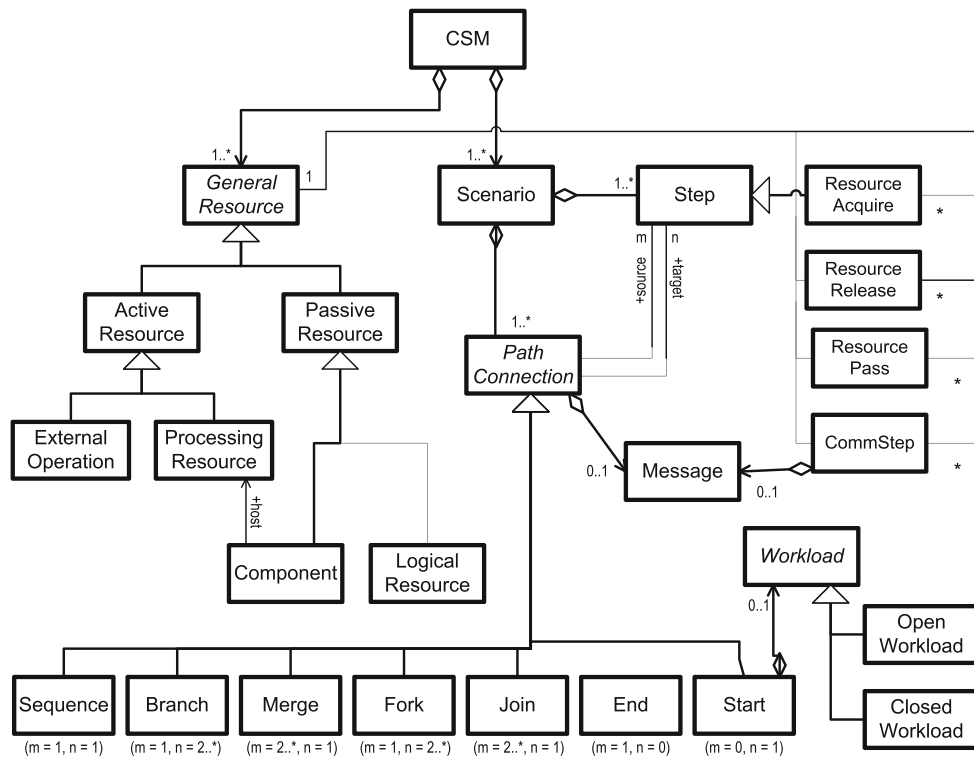 CSM
1..*
1..*
General
Resource
1
Scenario
1..*
Step
Resource
Acquire
*
m
n
+source
+target
Active
Resource
Passive
Resource
Resource
Release
*
1..*
Path
Connection
Resource
Pass
*
External
Operation
Processing
Resource
CommStep
*
Message
0..1
0..1
+host
Component
Logical
Resource
Workload
0..1
Open
Workload
Sequence
Branch
Merge
Fork
Join
End
Start
Closed
Workload
(m = 1, n = 1)
(m = 1, n = 2..*)
(m = 2..*, n = 1)
(m = 1, n = 2..*)
(m = 2..*, n = 1)
(m = 1, n = 0)
(m = 0, n = 1)